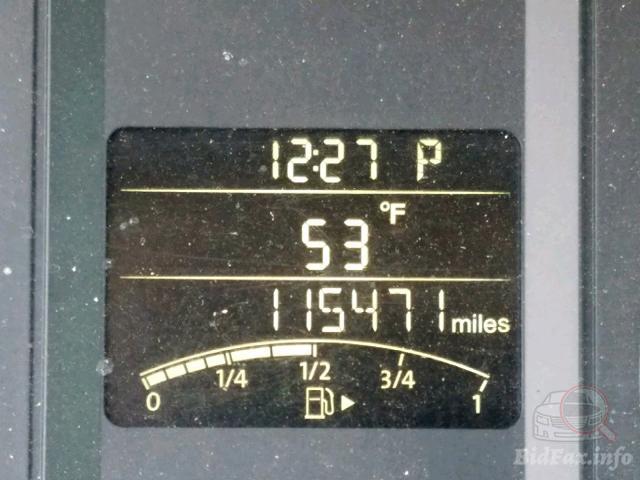 12:27 P
53 °F
115471 miles
0 1/4 1/2 3/4 1
BidFax.info